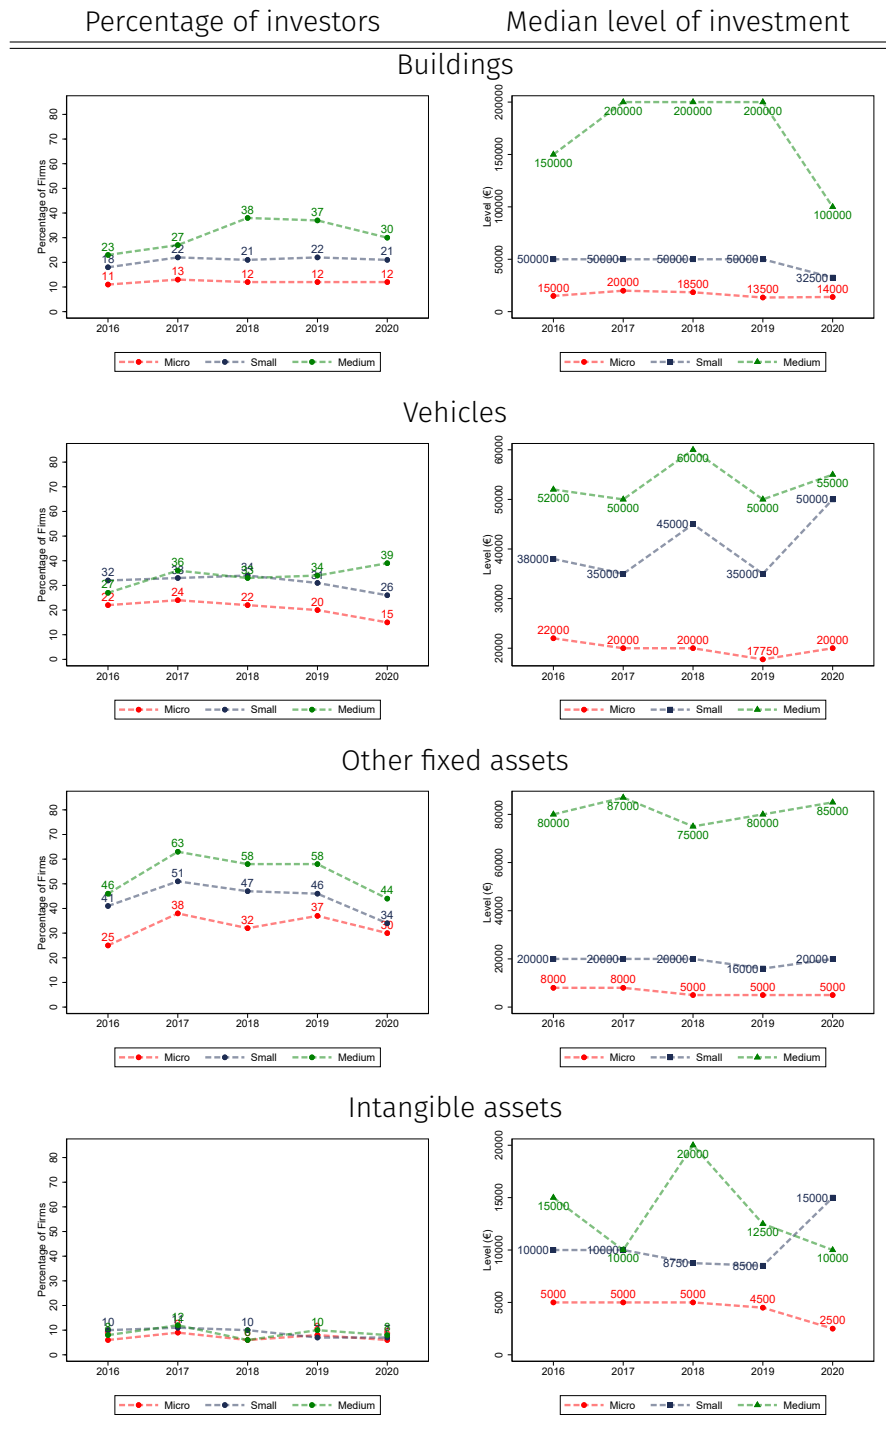 Percentage of investors Median level of investment
Buildings
Percentage of Firms
0 10 20 30 40 50 60 70 80
23 27 38 37 30
18 22 21 22 21
11 13 12 12 12
2016 2017 2018 2019 2020
Micro Small Medium
Level (€)
0 50000 100000 150000 200000
150000 200000 200000 200000 100000
50000 50000 50000 50000 32500
15000 20000 18500 13500 14000
2016 2017 2018 2019 2020
Micro Small Medium
Vehicles
Percentage of Firms
0 10 20 30 40 50 60 70 80
32 34 26
27 36 33 34 39
22 24 22 20 15
2016 2017 2018 2019 2020
Micro Small Medium
Level (€)
20000 30000 40000 50000 60000
52000 50000 60000 50000 55000
38000 35000 45000 35000 50000
22000 20000 20000 17750 20000
2016 2017 2018 2019 2020
Micro Small Medium
Other fixed assets
Percentage of Firms
0 10 20 30 40 50 60 70 80
46 63 58 58 44
41 51 47 46 34
25 38 32 37 30
2016 2017 2018 2019 2020
Micro Small Medium
Level (€)
0 20000 40000 60000 80000
80000 87000 75000 80000 85000
20000 20000 20000 16000 20000
8000 8000 5000 5000 5000
2016 2017 2018 2019 2020
Micro Small Medium
Intangible assets
Percentage of Firms
0 10 20 30 40 50 60 70 80
10 12 10 10 8
2016 2017 2018 2019 2020
Micro Small Medium
Level (€)
0 5000 10000 15000 20000
15000 10000 20000 12500 10000
10000 10000 8750 8500 15000
5000 5000 5000 4500 2500
2016 2017 2018 2019 2020
Micro Small Medium